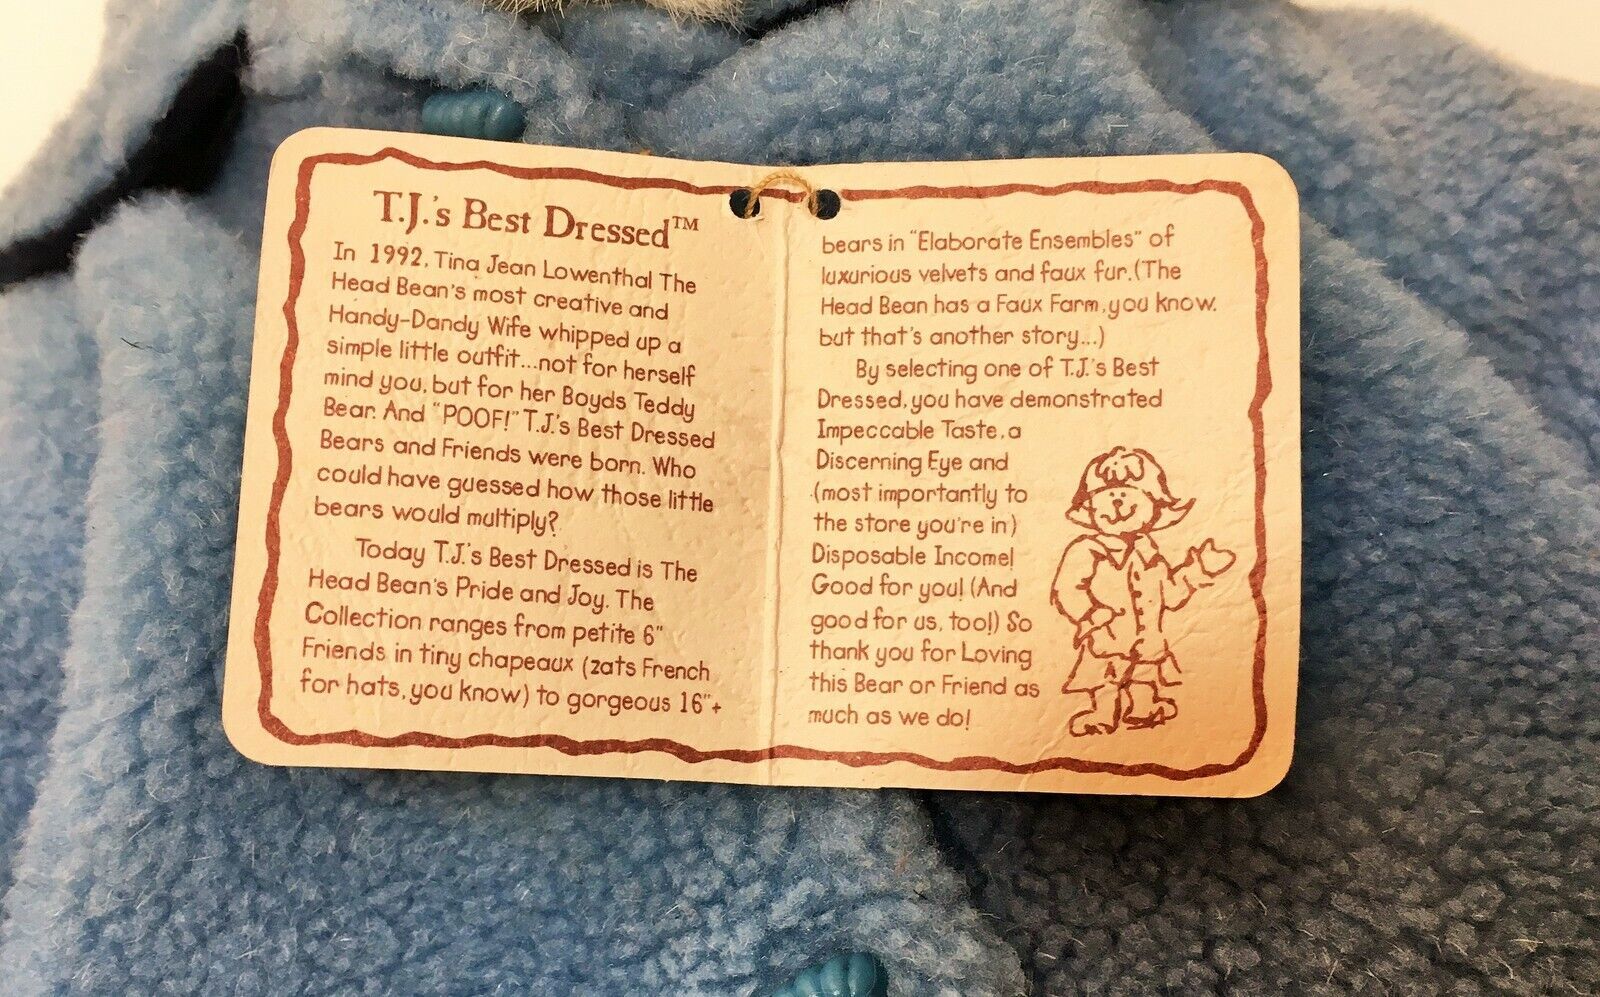 T.J.'s Best Dressed™
In 1992, Tina Jean Lowenthal The
Head Bean's most creative and
Handy-Dandy Wife whipped up a
simple little outfit...not for herself
mind you, but for her Boyds Teddy
Bear. And "POOF!" T.J.'s Best Dressed
Bears and Friends were born. Who
could have guessed how those little
bears would multiply?
Today T.J.'s Best Dressed is The
Head Bean's Pride and Joy. The
Collection ranges from petite 6"
Friends in tiny chapeaux (zats French
for hats, you know) to gorgeous 16"+
bears in "Elaborate Ensembles" of
luxurious velvets and faux fur. (The
Head Bean has a Faux Farm, you know,
but that's another story...)
By selecting one of T.J.'s Best
Dressed, you have demonstrated
Impeccable Taste, a
Discerning Eye and
(most importantly to
the store you're in)
Disposable Income!
Good for you! (And
good for us, too!) So
thank you for Loving
this Bear or Friend as
much as we do!